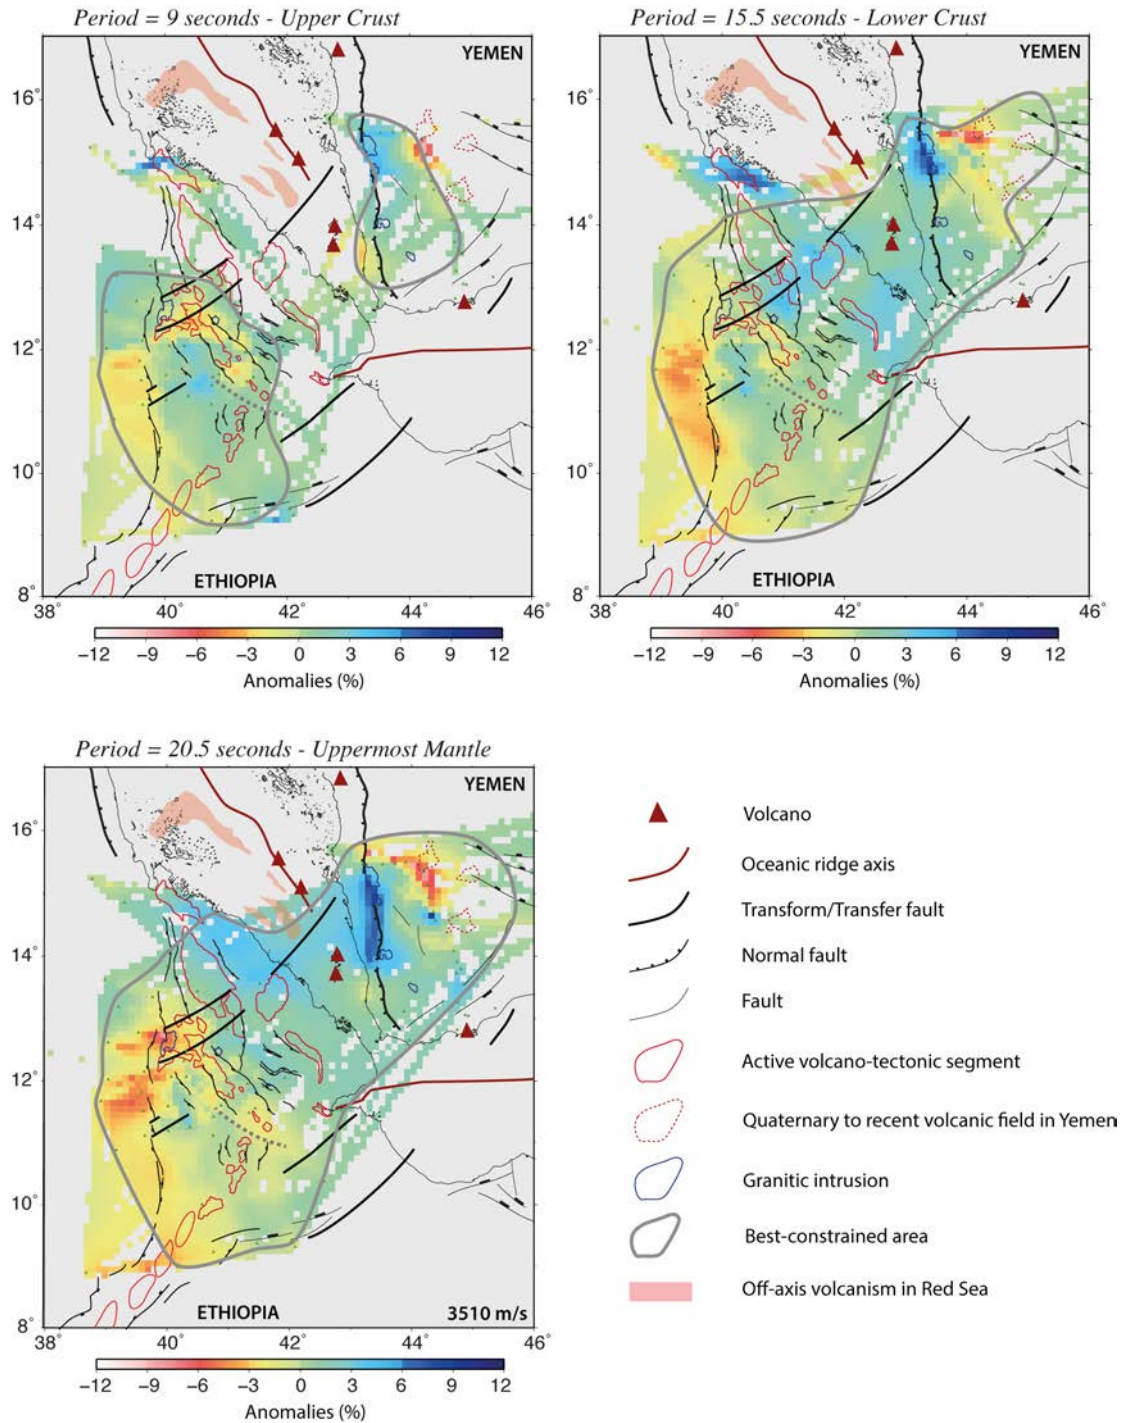 Period = 9 seconds - Upper Crust
YEMEN
16°
14°
12°
10°
8°
ETHIOPIA
38
40
42
44
46
-12 -9 -6 -3 0 3 6 9 12
Anomalies (%)
Period = 15.5 seconds - Lower Crust
YEMEN
16°
14°
12°
10°
8°
ETHIOPIA
38
40
42
44
46
-12 -9 -6 -3 0 3 6 9 12
Anomalies (%)
Period = 20.5 seconds - Uppermost Mantle
YEMEN
16°
14°
12°
10°
8°
ETHIOPIA
3510 m/s
38
40
42
44
46
-12 -9 -6 -3 0 3 6 9 12
Anomalies (%)
Volcano
Oceanic ridge axis
Transform/Transfer fault
Normal fault
Fault
Active volcano-tectonic segment
Quaternary to recent volcanic field in Yemen
Granitic intrusion
Best-constrained area
Off-axis volcanism in Red Sea